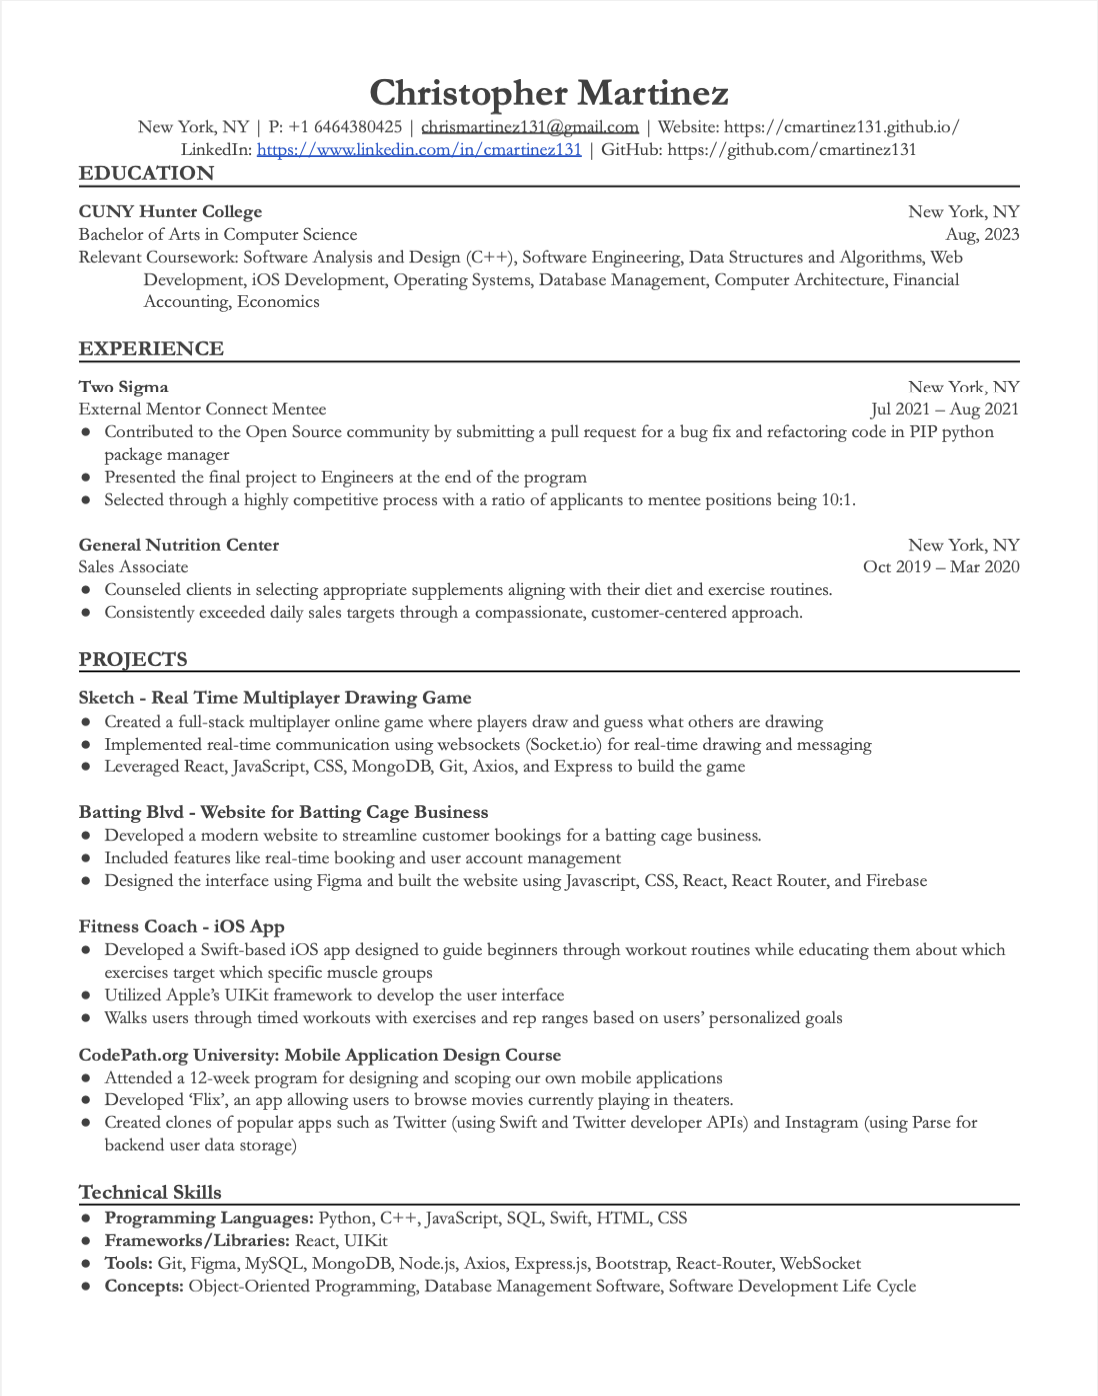 Christopher Martinez
New York, NY | P: +1 6464380425 | chrismartinez131@gmail.com | Website: https://cmartinez131.github.io/
LinkedIn: https://www.linkedin.com/in/cmartinez131 | GitHub: https://github.com/cmartinez131
EDUCATION
CUNY Hunter College New York, NY
Bachelor of Arts in Computer Science Aug, 2023
Relevant Coursework: Software Analysis and Design (C++), Software Engineering, Data Structures and Algorithms, Web
Development, iOS Development, Operating Systems, Database Management, Computer Architecture, Financial
Accounting, Economics
EXPERIENCE
Two Sigma New York, NY
External Mentor Connect Mentee Jul 2021 – Aug 2021
● Contributed to the Open Source community by submitting a pull request for a bug fix and refactoring code in PIP python
package manager
● Presented the final project to Engineers at the end of the program
● Selected through a highly competitive process with a ratio of applicants to mentee positions being 10:1.
General Nutrition Center New York, NY
Sales Associate Oct 2019 – Mar 2020
● Counseled clients in selecting appropriate supplements aligning with their diet and exercise routines.
● Consistently exceeded daily sales targets through a compassionate, customer-centered approach.
PROJECTS
Sketch - Real Time Multiplayer Drawing Game
● Created a full-stack multiplayer online game where players draw and guess what others are drawing
● Implemented real-time communication using websockets (Socket.io) for real-time drawing and messaging
● Leveraged React, JavaScript, CSS, MongoDB, Git, Axios, and Express to build the game
Batting Blvd - Website for Batting Cage Business
● Developed a modern website to streamline customer bookings for a batting cage business.
● Included features like real-time booking and user account management
● Designed the interface using Figma and built the website using Javascript, CSS, React, React Router, and Firebase
Fitness Coach - iOS App
● Developed a Swift-based iOS app designed to guide beginners through workout routines while educating them about which
exercises target which specific muscle groups
● Utilized Apple’s UIKit framework to develop the user interface
● Walks users through timed workouts with exercises and rep ranges based on users’ personalized goals
CodePath.org University: Mobile Application Design Course
● Attended a 12-week program for designing and scoping our own mobile applications
● Developed ‘Flix’, an app allowing users to browse movies currently playing in theaters.
● Created clones of popular apps such as Twitter (using Swift and Twitter developer APIs) and Instagram (using Parse for
backend user data storage)
Technical Skills
● Programming Languages: Python, C++, JavaScript, SQL, Swift, HTML, CSS
● Frameworks/Libraries: React, UIKit
● Tools: Git, Figma, MySQL, MongoDB, Node.js, Axios, Express.js, Bootstrap, React-Router, WebSocket
● Concepts: Object-Oriented Programming, Database Management Software, Software Development Life Cycle